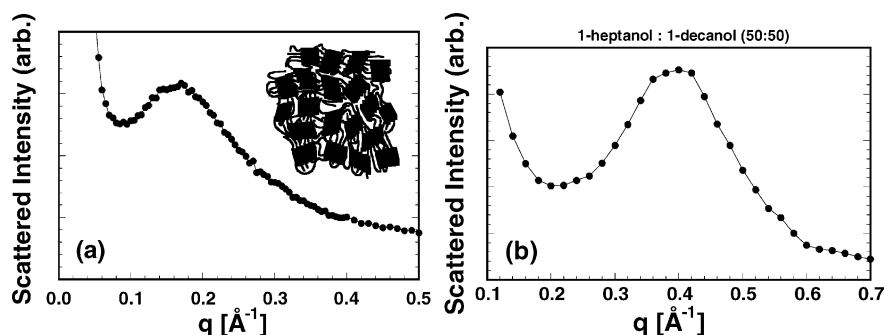 Scattered Intensity (arb.)
(a)
0.0 0.1 0.2 0.3 0.4 0.5
q [Å-1]
1-heptanol : 1-decanol (50:50)
Scattered Intensity (arb.)
(b)
0.1 0.2 0.3 0.4 0.5 0.6 0.7
q [Å-1]